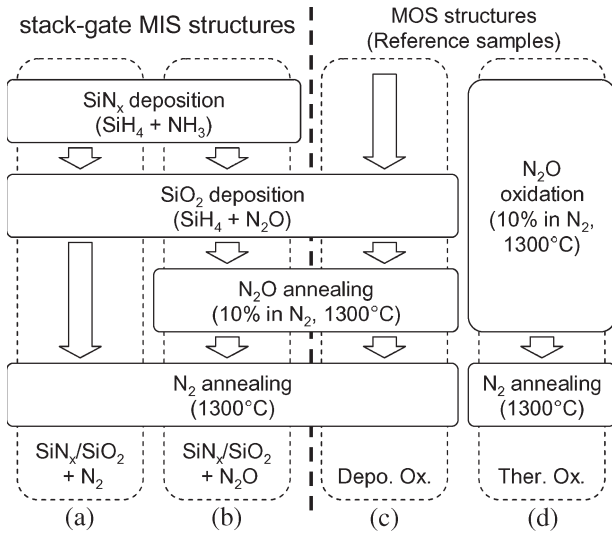 stack-gate MIS structures
MOS structures
(Reference samples)
SiNₓ deposition
(SiH₄ + NH₃)
SiO₂ deposition
(SiH₄ + N₂O)
N₂O
oxidation
(10% in N₂,
1300°C)
N₂O annealing
(10% in N₂, 1300°C)
N₂ annealing
(1300°C)
N₂ annealing
(1300°C)
SiNₓ/SiO₂
+ N₂
SiNₓ/SiO₂
+ N₂O
Depo. Ox.
Ther. Ox.
(a)
(b)
(c)
(d)